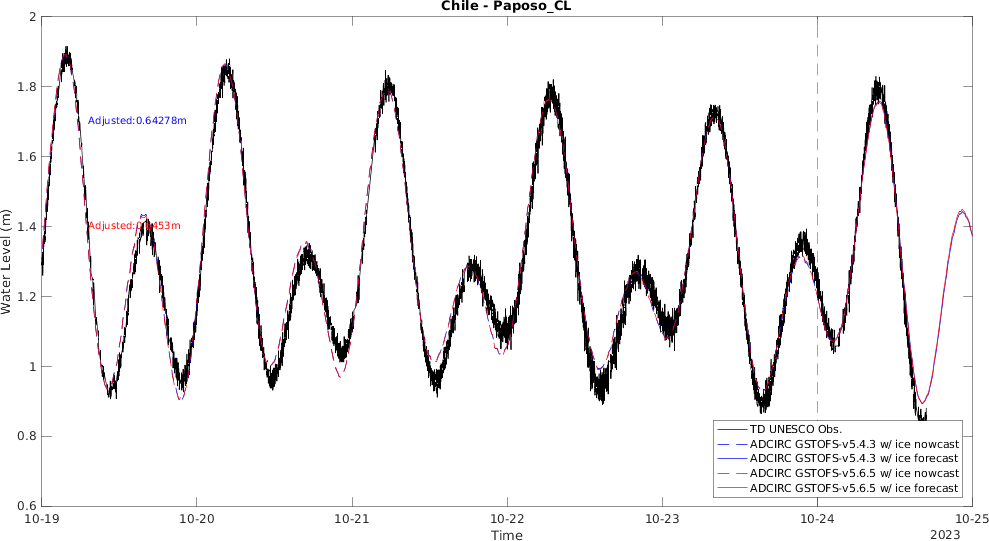 Chile - Paposo_CL
2
1.8
1.6
1.4
1.2
1
0.8
0.6
Water Level (m)
Adjusted:0.64278m
TD UNESCO Obs.
ADCIRC GSTOFS-v5.4.3 w/ ice nowcast
ADCIRC GSTOFS-v5.4.3 w/ ice forecast
ADCIRC GSTOFS-v5.6.5 w/ ice nowcast
ADCIRC GSTOFS-v5.6.5 w/ ice forecast
10-19
10-20
10-21
10-22
10-23
10-24
10-25
Time
2023